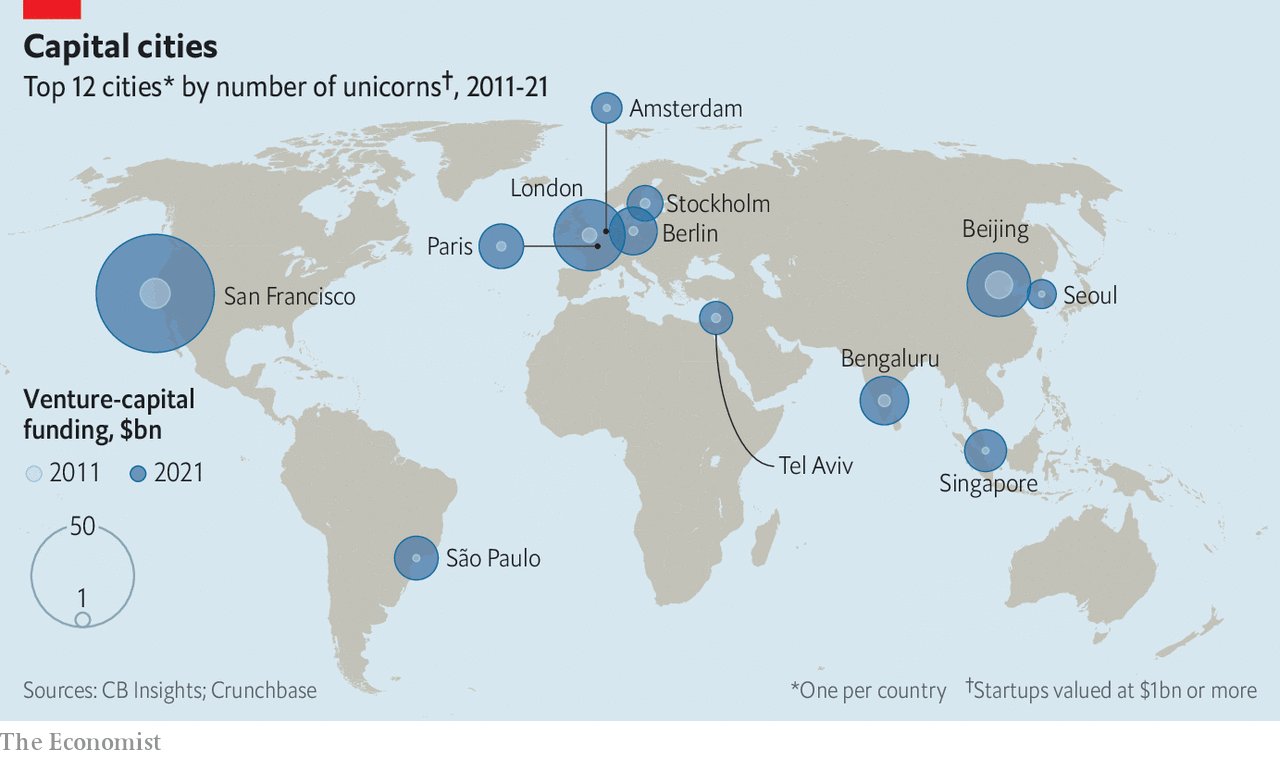 Capital cities
Top 12 cities* by number of unicorns†, 2011-21
Amsterdam
London
Stockholm
Paris
Berlin
Beijing
San Francisco
Seoul
Bengaluru
Venture-capital
funding, $bn
2011 2021
Tel Aviv
Singapore
50
São Paulo
1
Sources: CB Insights; Crunchbase
*One per country †Startups valued at $1bn or more
The Economist